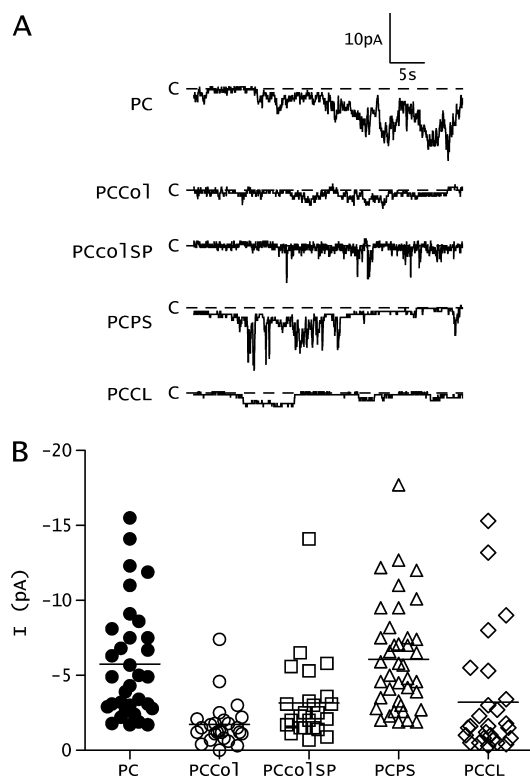 A
10pA
5s
PC C
PCCol C
PCcolSP C
PCPS C
PCCL C
B
-20
-15
-10
-5
0
I (pA)
PC PCCol PCcolSP PCPS PCCL